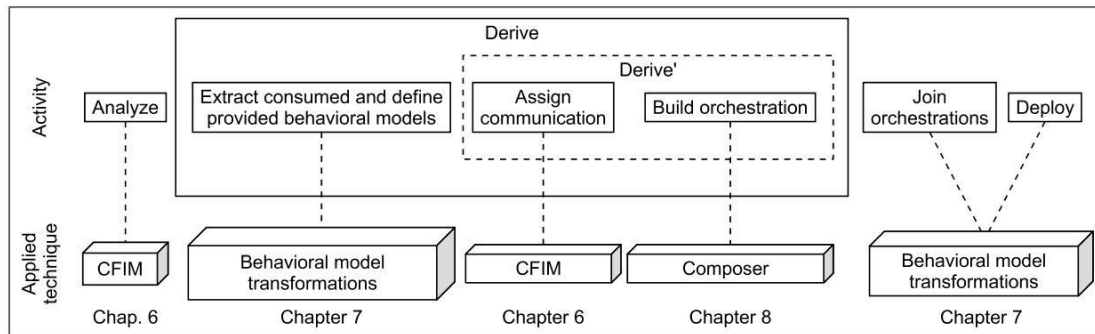 Derive
Derive'
Activity
Analyze
Extract consumed and define
provided behavioral models
Assign
communication
Build orchestration
Join
orchestrations
Deploy
Applied
technique
CFIM
Behavioral model
transformations
CFIM
Composer
Behavioral model
transformations
Chap. 6
Chapter 7
Chapter 6
Chapter 8
Chapter 7